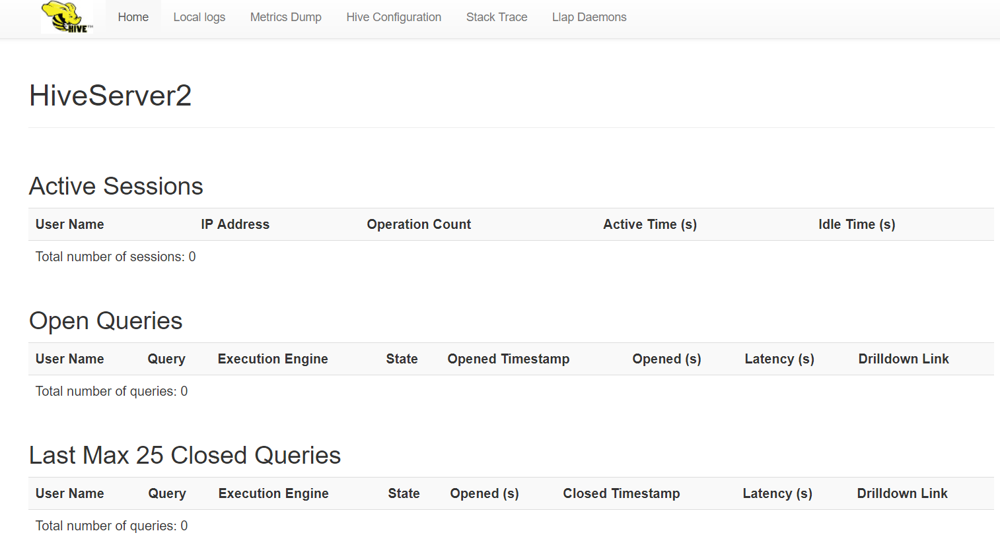 HIVE™ Home Local logs Metrics Dump Hive Configuration Stack Trace Llap Daemons
HiveServer2
Active Sessions
User Name IP Address Operation Count Active Time (s) Idle Time (s)
Total number of sessions: 0
Open Queries
User Name Query Execution Engine State Opened Timestamp Opened (s) Latency (s) Drilldown Link
Total number of queries: 0
Last Max 25 Closed Queries
User Name Query Execution Engine State Opened (s) Closed Timestamp Latency (s) Drilldown Link
Total number of queries: 0